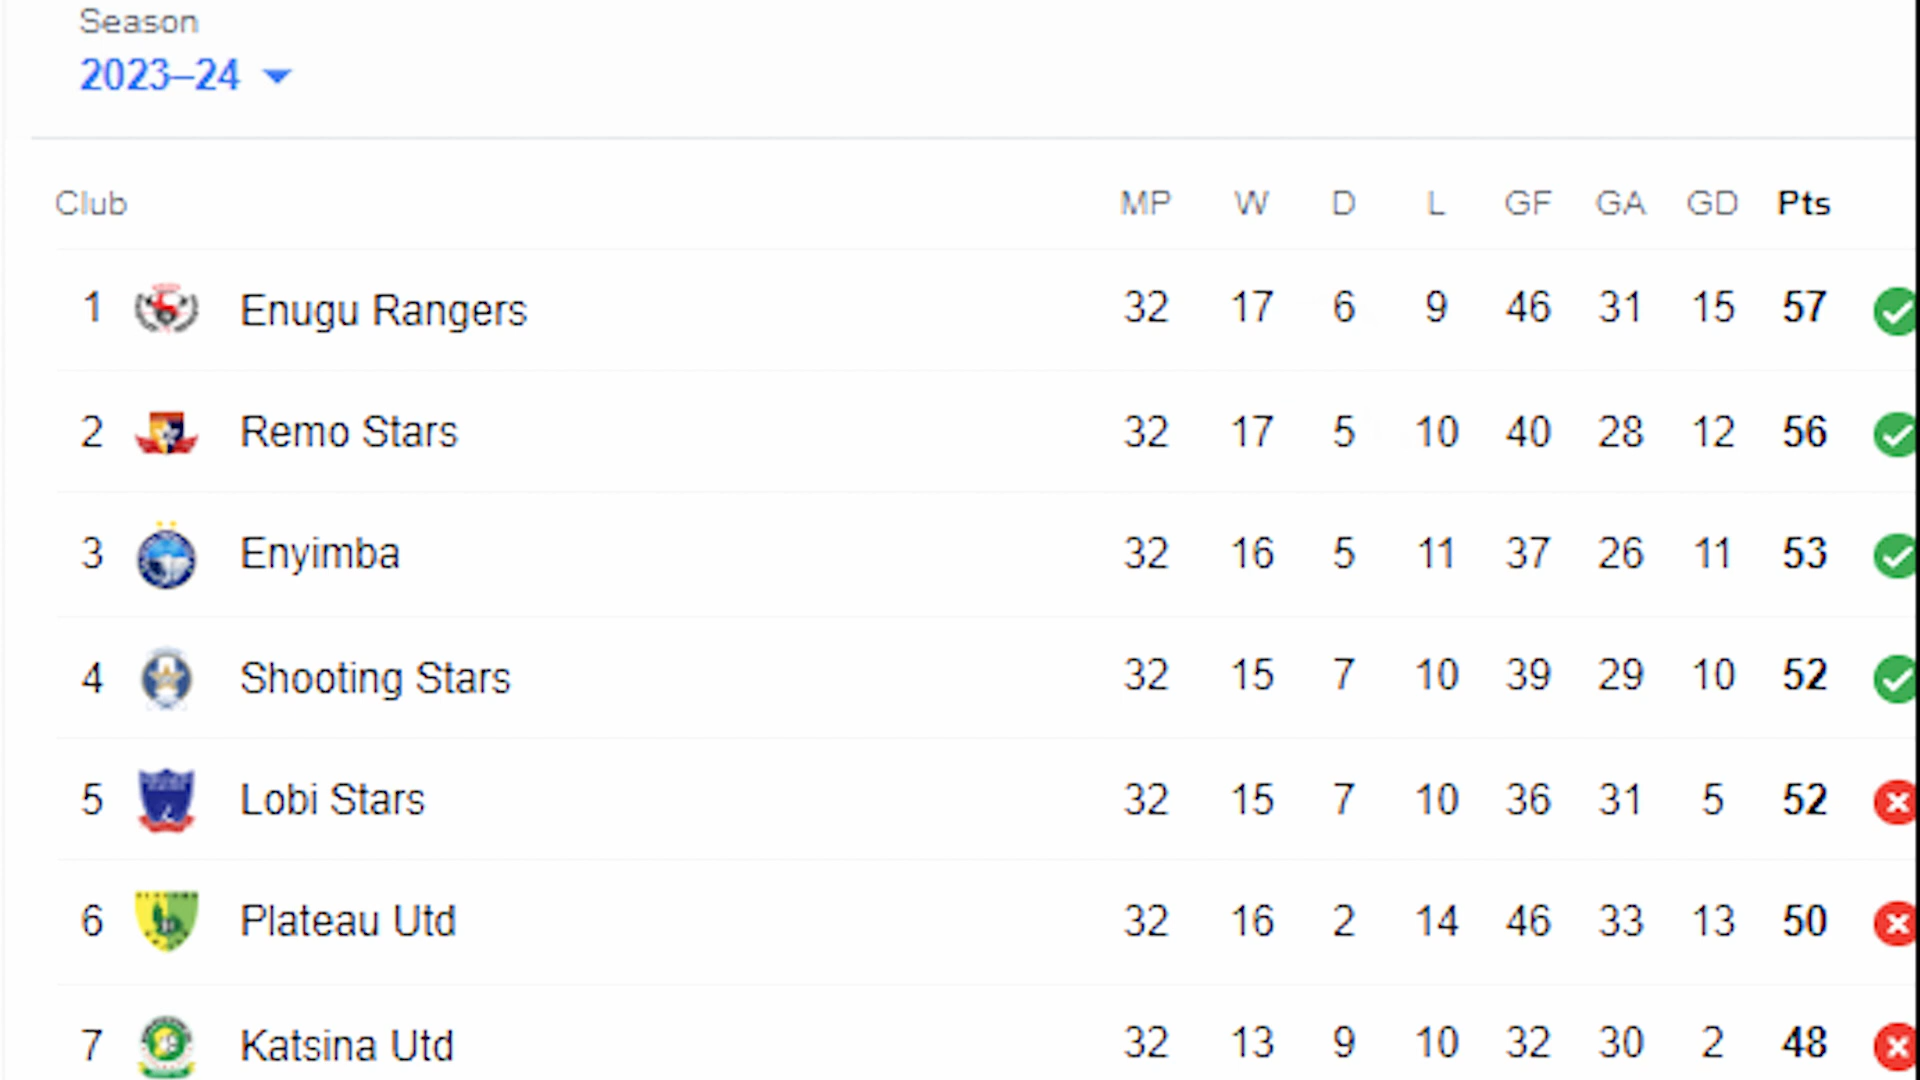 Season
2023–24
Club MP W D L GF GA GD Pts
1 Enugu Rangers 32 17 6 9 46 31 15 57
2 Remo Stars 32 17 5 10 40 28 12 56
3 Enyimba 32 16 5 11 37 26 11 53
4 Shooting Stars 32 15 7 10 39 29 10 52
5 Lobi Stars 32 15 7 10 36 31 5 52
6 Plateau Utd 32 16 2 14 46 33 13 50
7 Katsina Utd 32 13 9 10 32 30 2 48